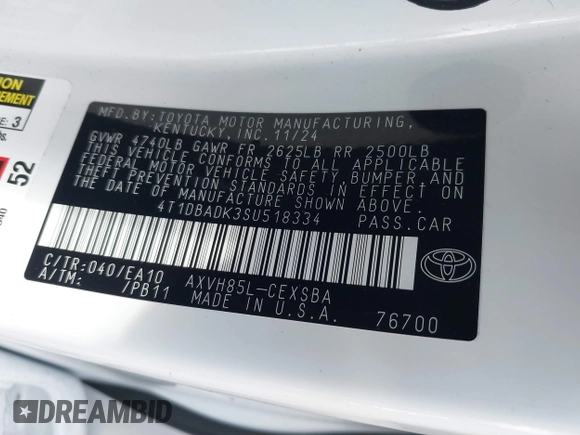 MFD.BY:TOYOTA MOTOR MANUFACTURING,
KENTUCKY,INC.11/24
GVWR 4740LB GAWR FR 2625LB RR 2500LB
THIS VEHICLE CONFORMS TO ALL APPLICABLE
FEDERAL MOTOR VEHICLE SAFETY BUMPER AND
THEFT PREVENTION STANDARDS IN EFFECT ON
THE DATE OF MANUFACTURE SHOWN ABOVE.
4T1DBADK3SU518334 PASS.CAR
C/TR:040/EA10 AXVH85L-CEXSBA
A/TM: /PB11 MADE IN U.S.A. 76700
3
52
DREAMBID